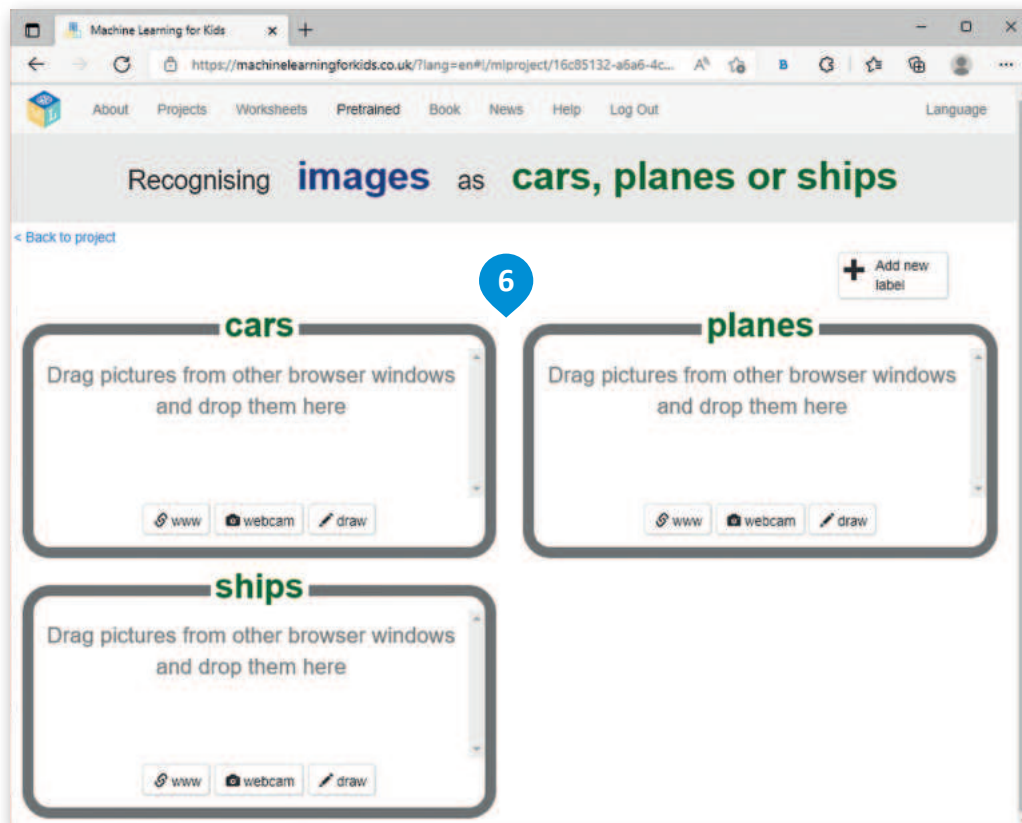 Machine Learning for Kids
https://machinelearningforkids.co.uk/?lang=en#!/mlproject/16c85132-a6a6-4c...
About Projects Worksheets Pretrained Book News Help Log Out Language
Recognising images as cars, planes or ships
< Back to project
6
Add new
label
cars
Drag pictures from other browser windows
and drop them here
www webcam draw
planes
Drag pictures from other browser windows
and drop them here
www webcam draw
ships
Drag pictures from other browser windows
and drop them here
www webcam draw